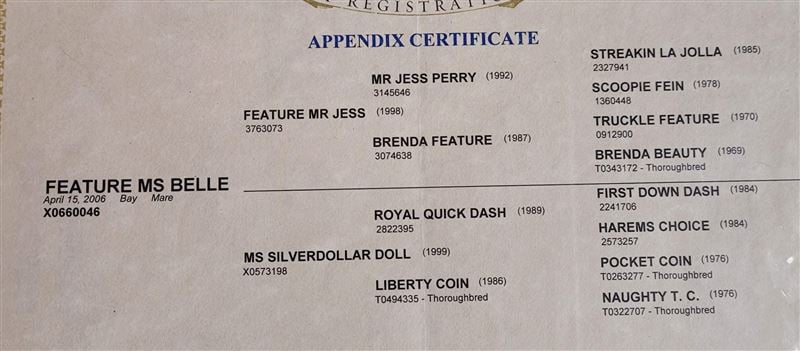 REGISTRATIO
APPENDIX CERTIFICATE
STREAKIN LA JOLLA (1985)
2327941
MR JESS PERRY (1992)
3145646
SCOOPIE FEIN (1978)
1360448
FEATURE MR JESS (1998)
3763073
TRUCKLE FEATURE (1970)
0912900
BRENDA FEATURE (1987)
3074638
BRENDA BEAUTY (1969)
T0343172 - Thoroughbred
FEATURE MS BELLE
April 15, 2006 Bay Mare
X0660046
FIRST DOWN DASH (1984)
2241706
ROYAL QUICK DASH (1989)
2822395
HAREMS CHOICE (1984)
2573257
MS SILVERDOLLAR DOLL (1999)
X0573198
POCKET COIN (1976)
T0263277 - Thoroughbred
LIBERTY COIN (1986)
T0494335 - Thoroughbred
NAUGHTY T. C. (1976)
T0322707 - Thoroughbred